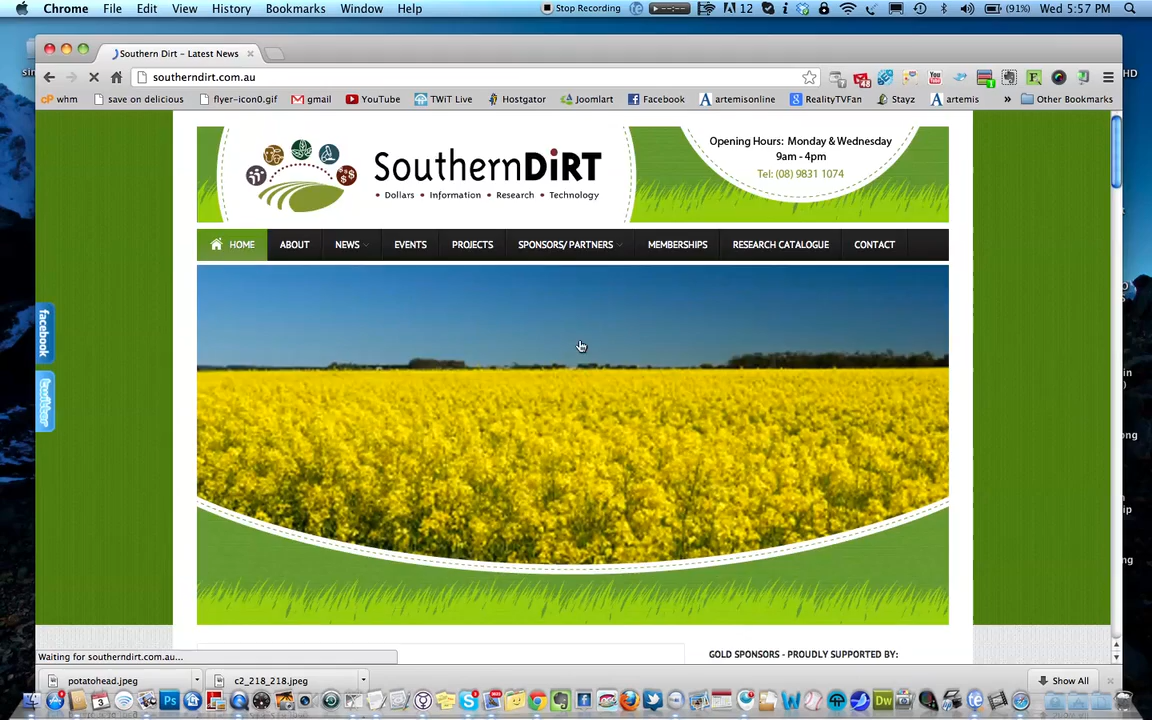 Chrome File Edit View History Bookmarks Window Help Stop Recording 12 (91%) Wed 5:57 PM
Southern Dirt – Latest News
southerndirt.com.au
whm save on delicious flyer-icon0.gif gmail YouTube TWiT Live Hostgator Joomlart Facebook artemisonline RealityTVFan Stayz artemis » Other Bookmarks
SouthernDiRT
• Dollars • Information • Research • Technology
Opening Hours: Monday & Wednesday
9am - 4pm
Tel: (08) 9831 1074
HOME ABOUT NEWS EVENTS PROJECTS SPONSORS/PARTNERS MEMBERSHIPS RESEARCH CATALOGUE CONTACT
facebook
twitter
GOLD SPONSORS - PROUDLY SUPPORTED BY:
Waiting for southerndirt.com.au...
potatohead.jpeg c2_218_218.jpeg Show All